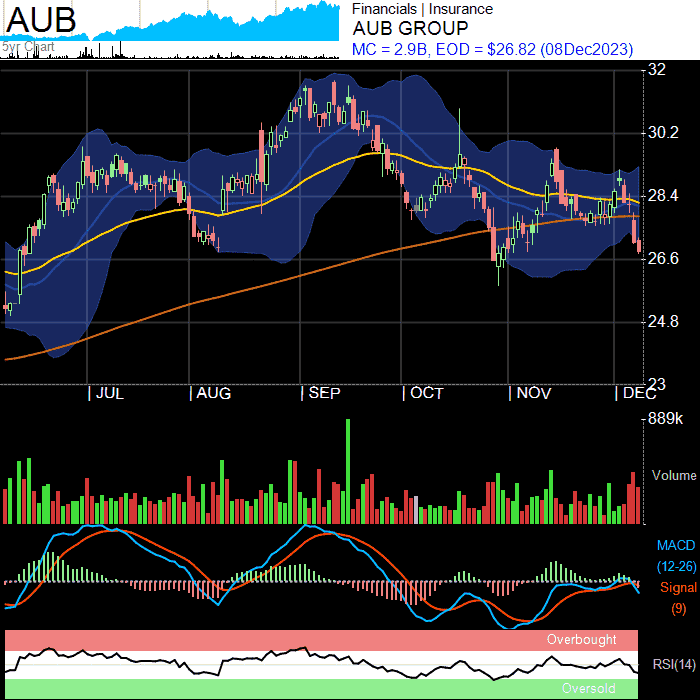 AUB
5yr Chart
Financials | Insurance
AUB GROUP
MC = 2.9B, EOD = $26.82 (08Dec2023)
32
30.2
28.4
26.6
24.8
23
| JUL | AUG | SEP | OCT | NOV | DEC
889k
Volume
MACD
(12-26)
Signal
(9)
Overbought
RSI(14)
Oversold